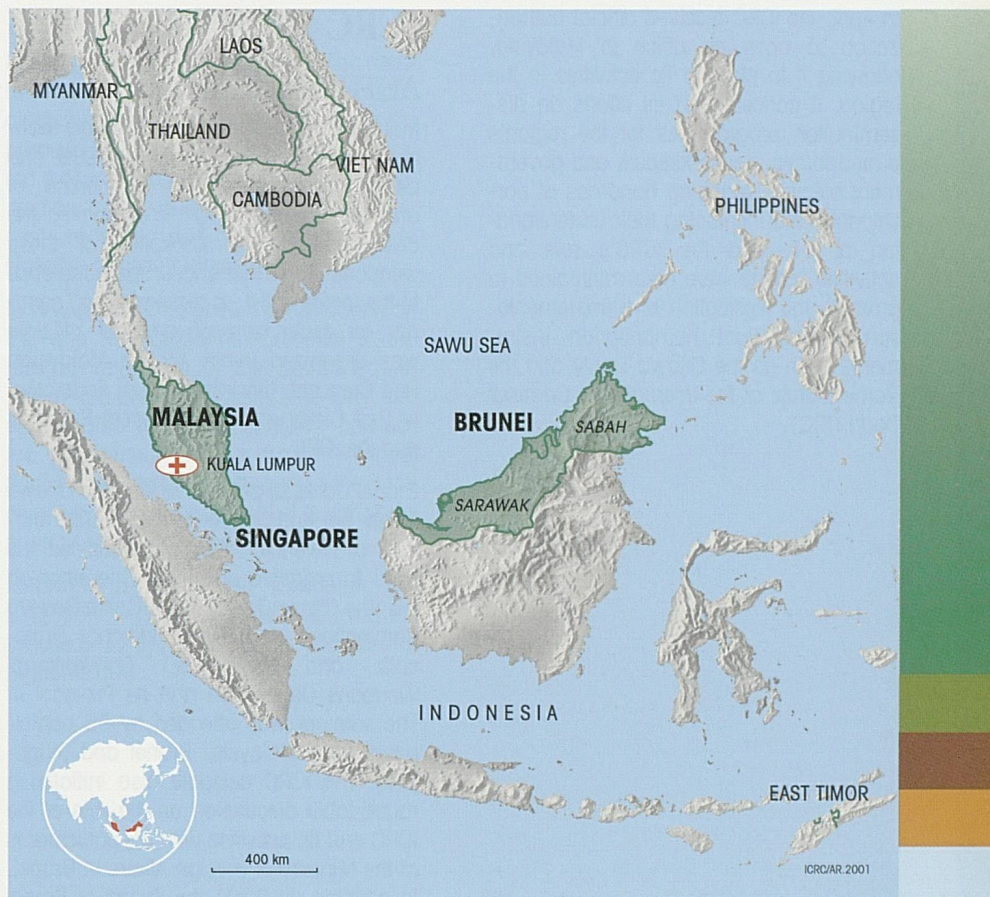 LAOS
MYANMAR
THAILAND
VIET NAM
CAMBODIA
PHILIPPINES
SAWU SEA
MALAYSIA
BRUNEI
SABAH
KUALA LUMPUR
SARAWAK
SINGAPORE
INDONESIA
EAST TIMOR
400 km
ICRC/AR.2001